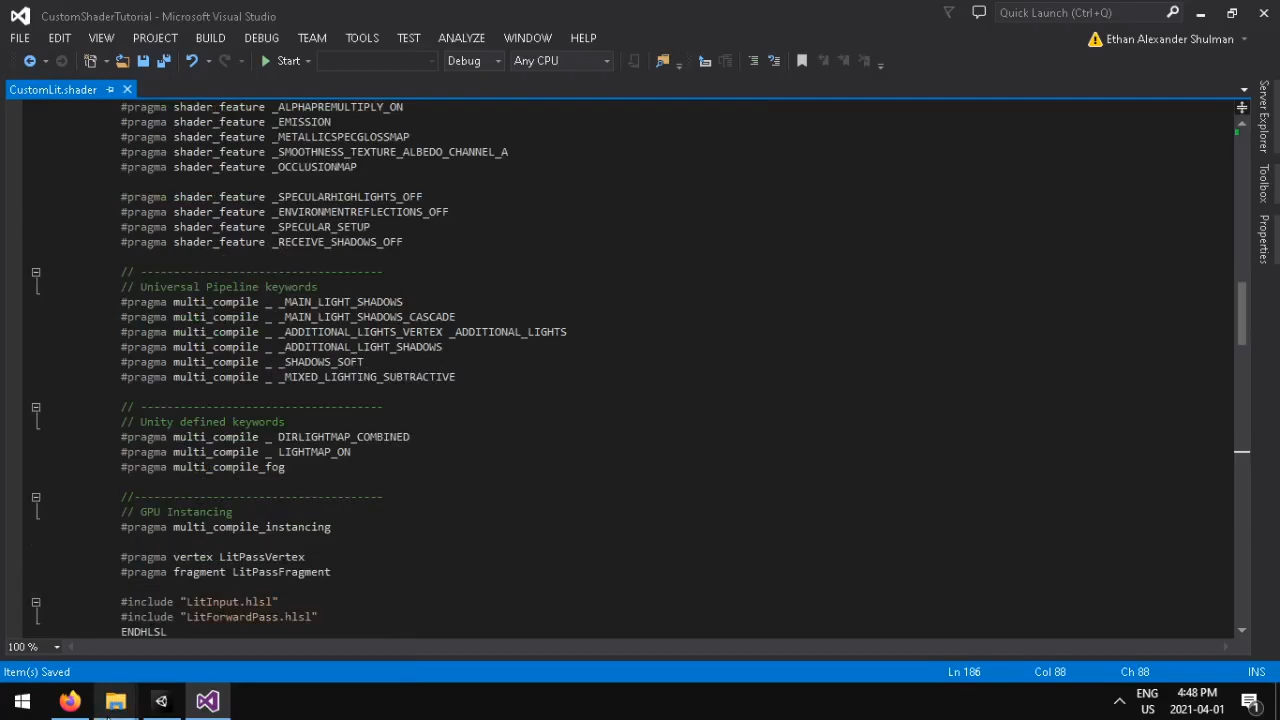 CustomShaderTutorial - Microsoft Visual Studio
Quick Launch (Ctrl+Q)
FILE EDIT VIEW PROJECT BUILD DEBUG TEAM TOOLS TEST ANALYZE WINDOW HELP
Ethan Alexander Shulman
Start Debug Any CPU
CustomLit.shader
#pragma shader_feature _ALPHAPREMULTIPLY_ON
#pragma shader_feature _EMISSION
#pragma shader_feature _METALLICSPECGLOSSMAP
#pragma shader_feature _SMOOTHNESS_TEXTURE_ALBEDO_CHANNEL_A
#pragma shader_feature _OCCLUSIONMAP
#pragma shader_feature _SPECULARHIGHLIGHTS_OFF
#pragma shader_feature _ENVIRONMENTREFLECTIONS_OFF
#pragma shader_feature _SPECULAR_SETUP
#pragma shader_feature _RECEIVE_SHADOWS_OFF
// -------------------------------------
// Universal Pipeline keywords
#pragma multi_compile _ _MAIN_LIGHT_SHADOWS
#pragma multi_compile _ _MAIN_LIGHT_SHADOWS_CASCADE
#pragma multi_compile _ _ADDITIONAL_LIGHTS_VERTEX _ADDITIONAL_LIGHTS
#pragma multi_compile _ _ADDITIONAL_LIGHT_SHADOWS
#pragma multi_compile _ _SHADOWS_SOFT
#pragma multi_compile _ _MIXED_LIGHTING_SUBTRACTIVE
// -------------------------------------
// Unity defined keywords
#pragma multi_compile _ DIRLIGHTMAP_COMBINED
#pragma multi_compile _ LIGHTMAP_ON
#pragma multi_compile_fog
//--------------------------------------
// GPU Instancing
#pragma multi_compile_instancing
#pragma vertex LitPassVertex
#pragma fragment LitPassFragment
#include "LitInput.hlsl"
#include "LitForwardPass.hlsl"
ENDHLSL
Server Explorer
Toolbox
Properties
100 %
Item(s) Saved Ln 186 Col 88 Ch 88 INS
ENG
US
4:48 PM
2021-04-01
1